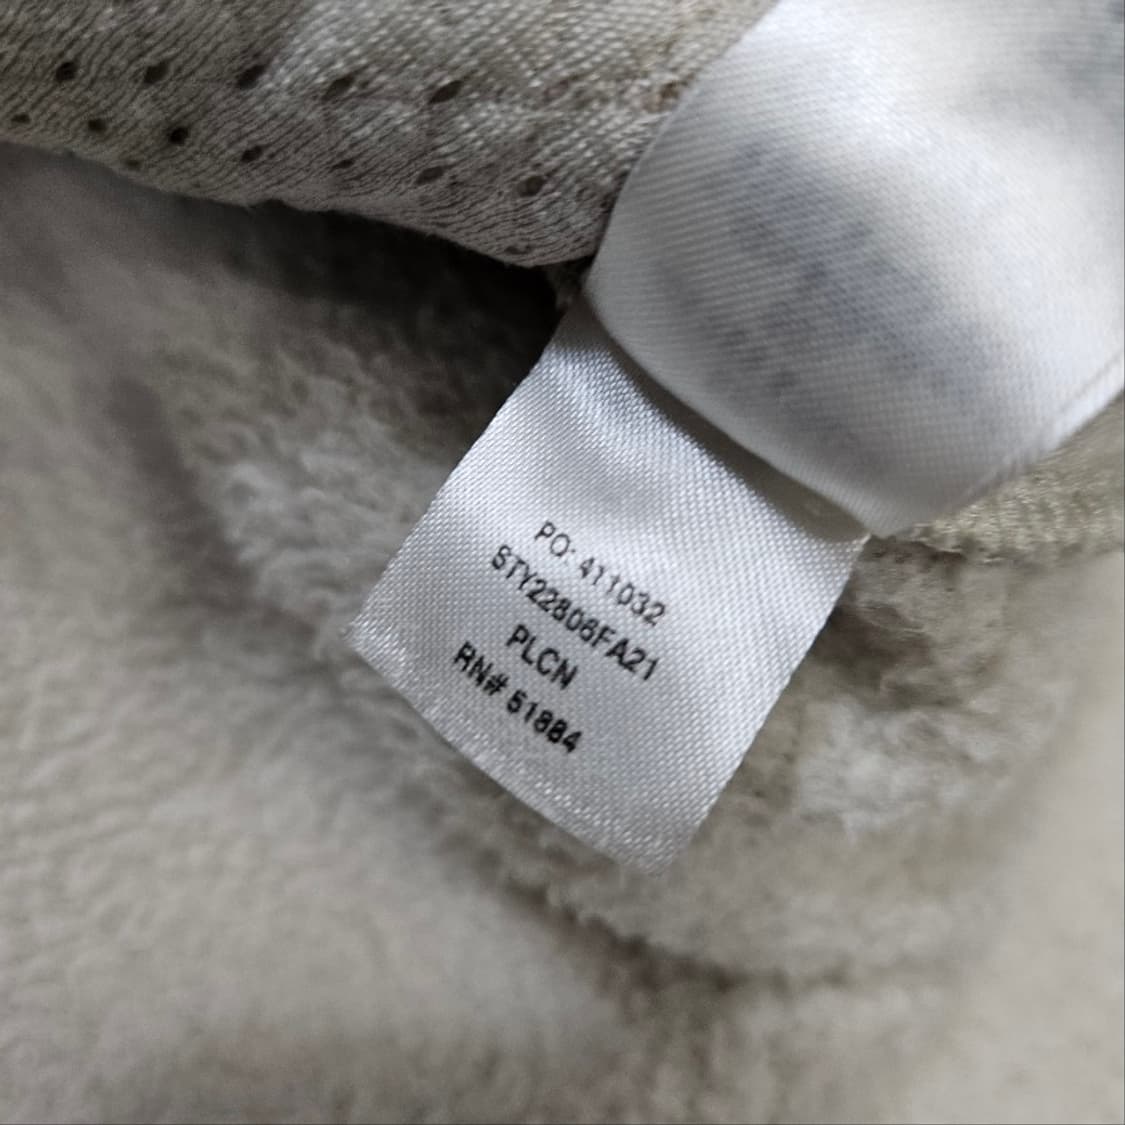 PO: 411032
STY22806FA21
PLCN
RN# 51884